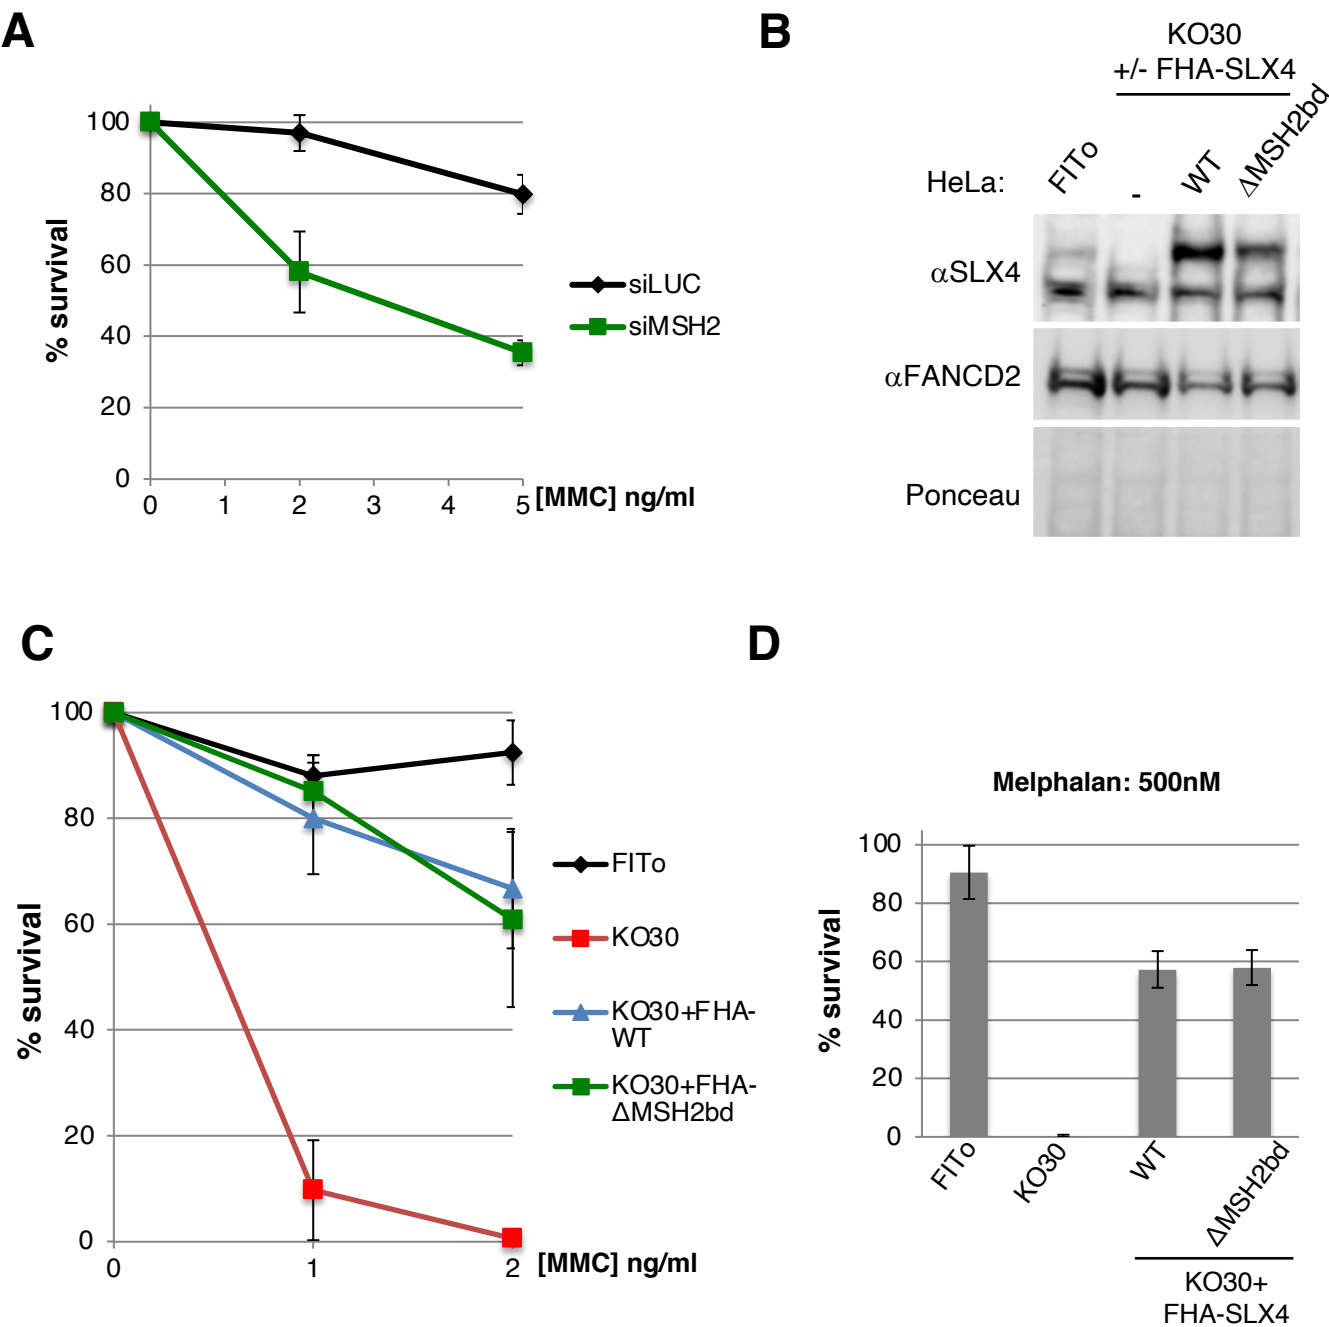 A
% survival
100
80
60
40
20
0
0 1 2 3 4 5
[MMC] ng/ml
siLUC
siMSH2
B
KO30
+/- FHA-SLX4
HeLa: FITo - WT ΔMSH2bd
αSLX4
αFANCD2
Ponceau
C
% survival
100
80
60
40
20
0
0 1 2
[MMC] ng/ml
FITo
KO30
KO30+FHA-
WT
KO30+FHA-
ΔMSH2bd
D
Melphalan: 500nM
% survival
100
80
60
40
20
0
FITo KO30 WT ΔMSH2bd
KO30+
FHA-SLX4